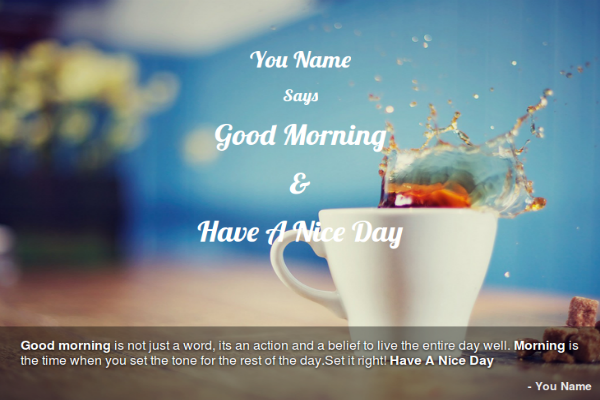 You Name
Says
Good Morning
&
Have A Nice Day
Good morning is not just a word, its an action and a belief to live the entire day well. Morning is
the time when you set the tone for the rest of the day.Set it right! Have A Nice Day
- You Name